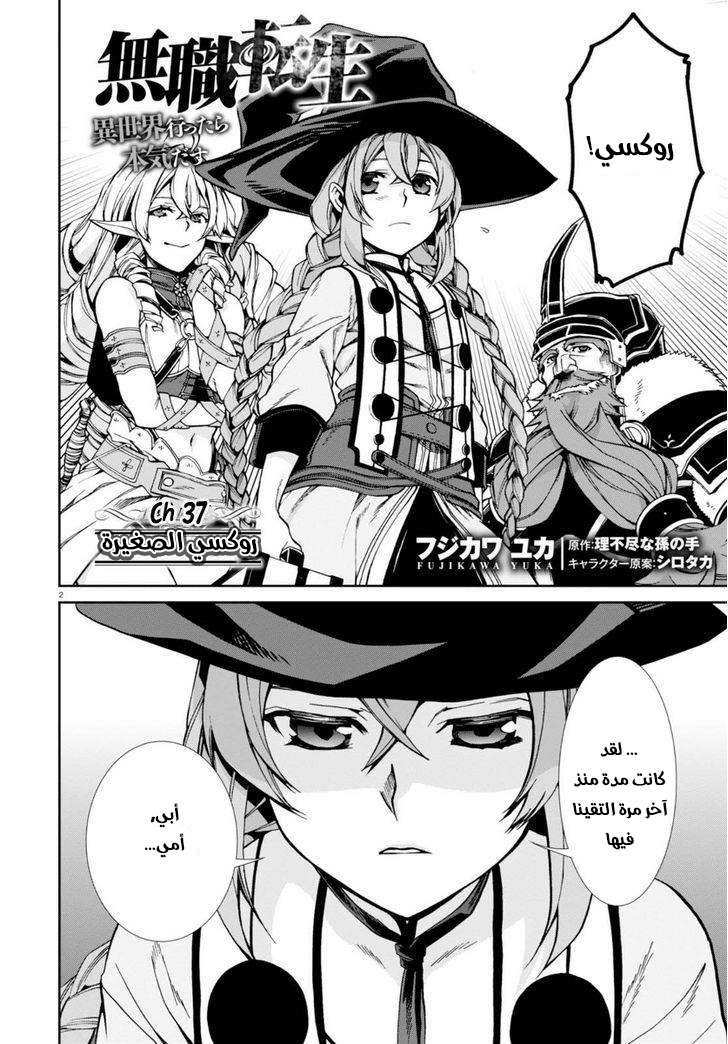 無職転生
異世界行ったら
本気だす
روكسي!
Ch 37
روكسي الصغيرة
フジカワ ユカ
FUJIKAWA YUKA
原作:理不尽な孫の手
キャラクター原案:シロタカ
2
... لقد
كانت مدة منذ
آخر مرة التقينا
فيها
أبي,
أمي...